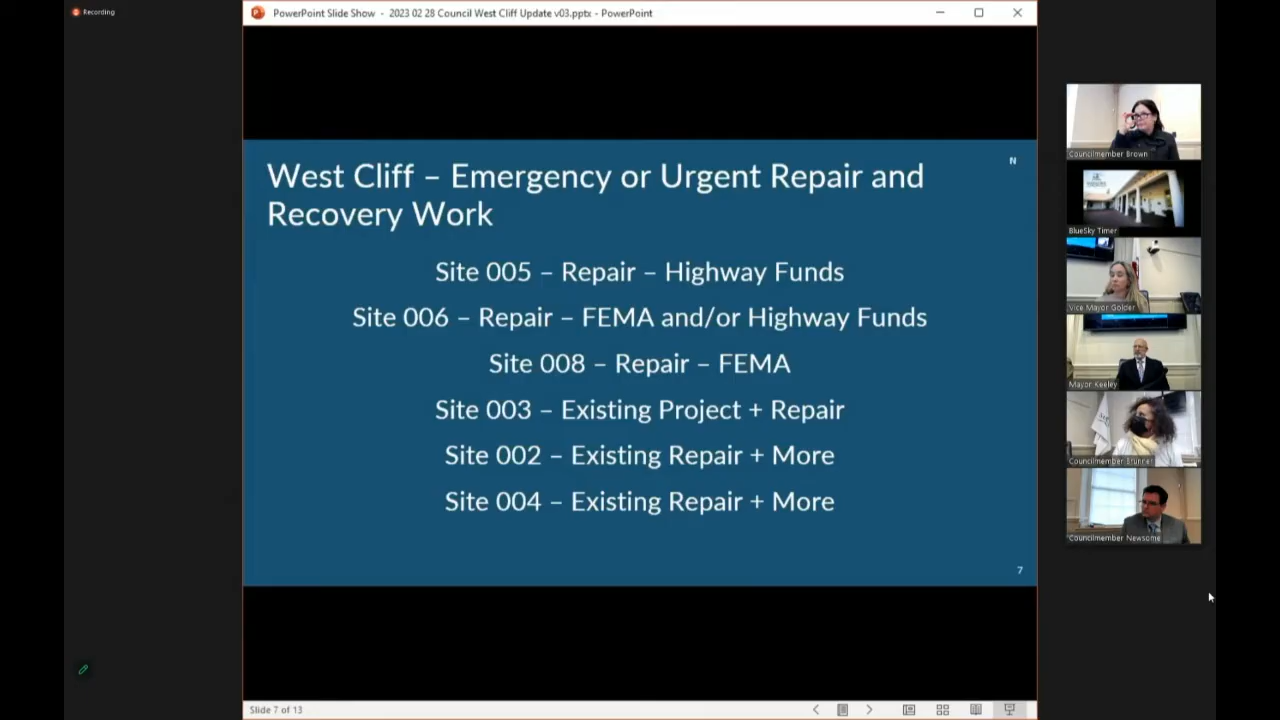 Recording
PowerPoint Slide Show - 2023 02 28 Council West Cliff Update v03.pptx - PowerPoint
N
West Cliff – Emergency or Urgent Repair and
Recovery Work
Site 005 – Repair – Highway Funds
Site 006 – Repair – FEMA and/or Highway Funds
Site 008 – Repair – FEMA
Site 003 – Existing Project + Repair
Site 002 – Existing Repair + More
Site 004 – Existing Repair + More
7
Slide 7 of 13
Councilmember Brown
BlueSky Timer
Vice Mayor Golder
Mayor Keeley
Councilmember Brunner
Councilmember Newsome